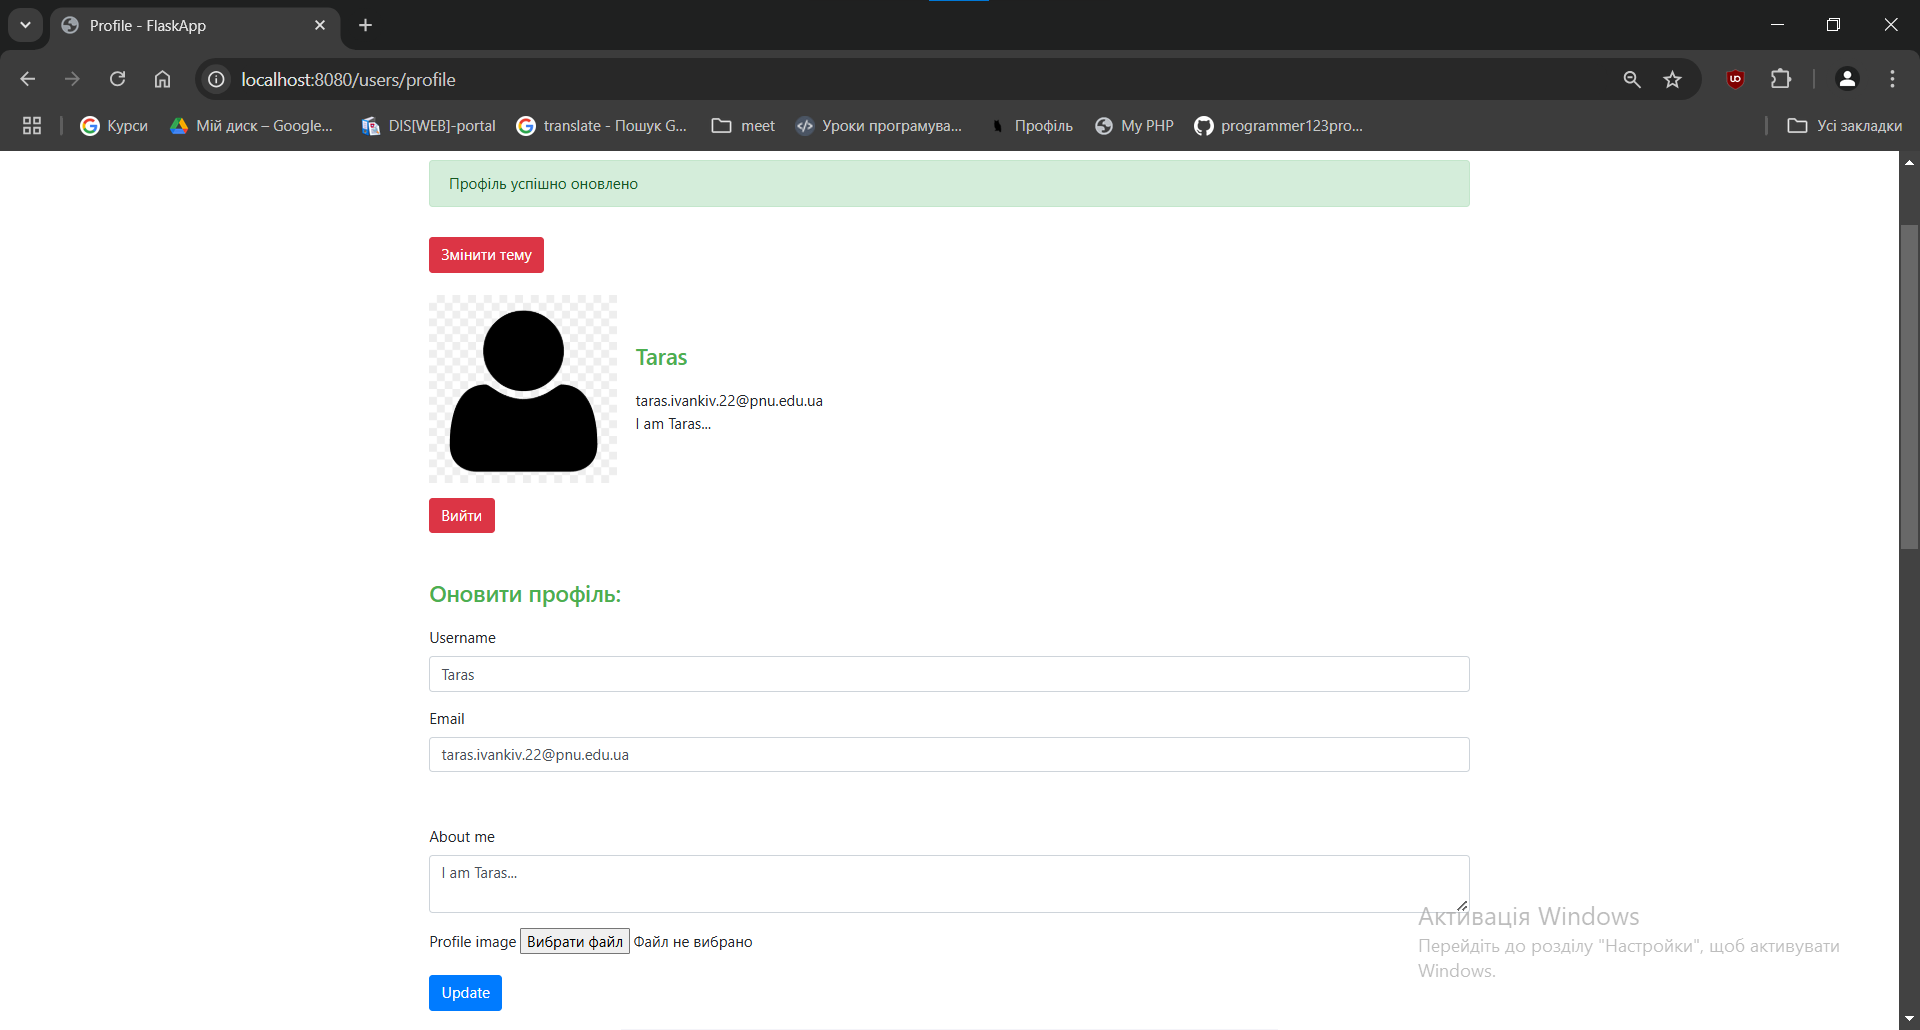 Profile - FlaskApp
localhost:8080/users/profile
Курси
Мій диск – Google...
DIS[WEB]-portal
translate - Пошук G...
meet
Уроки програмува...
Профіль
My PHP
programmer123pro...
Усі закладки
Профіль успішно оновлено
Змінити тему
Taras
taras.ivankiv.22@pnu.edu.ua
I am Taras...
Вийти
Оновити профіль:
Username
Taras
Email
taras.ivankiv.22@pnu.edu.ua
About me
I am Taras...
Profile image Вибрати файл Файл не вибрано
Update
Активація Windows
Перейдіть до розділу "Настройки", щоб активувати
Windows.